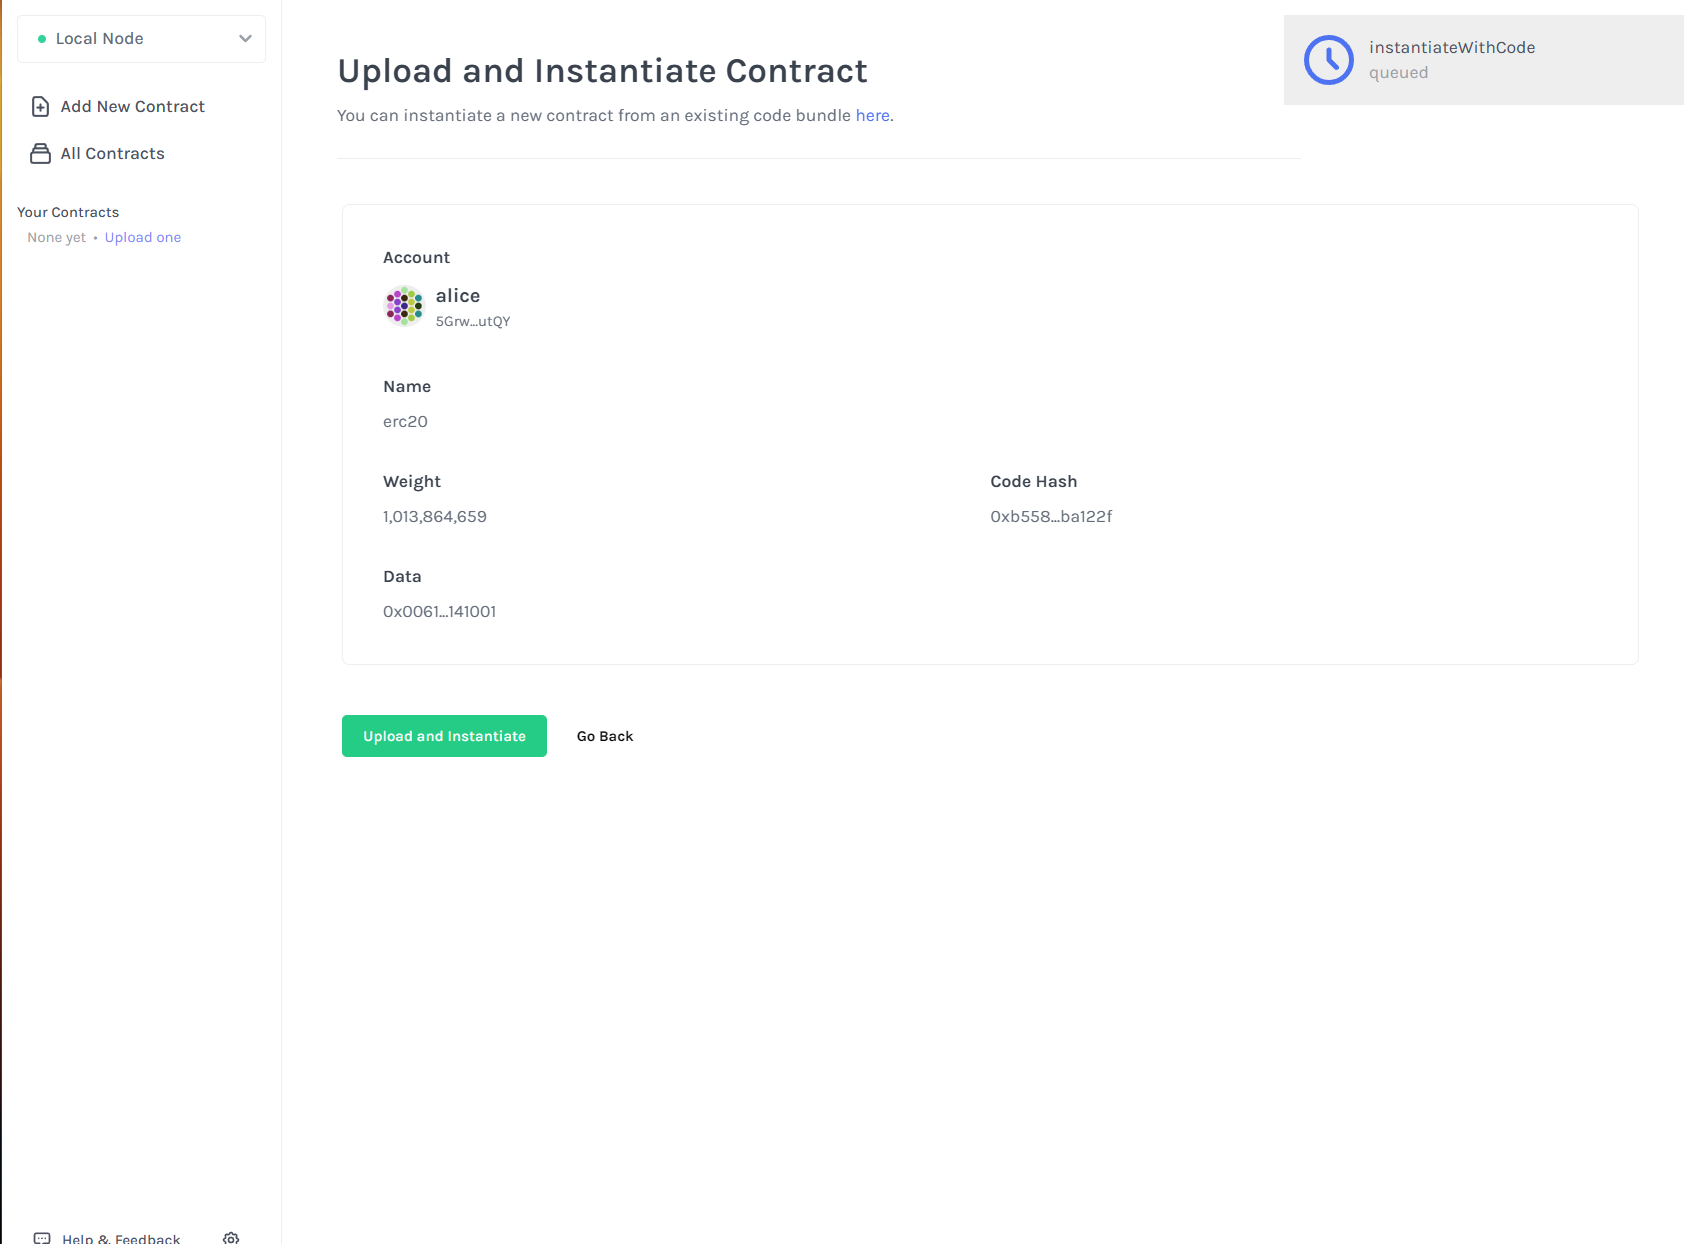 Local Node
Add New Contract
All Contracts
Your Contracts
None yet • Upload one
Help & Feedback
Upload and Instantiate Contract
You can instantiate a new contract from an existing code bundle here.
instantiateWithCode
queued
Account
alice
5Grw...utQY
Name
erc20
Weight
1,013,864,659
Code Hash
0xb558...ba122f
Data
0x0061...141001
Upload and Instantiate
Go Back